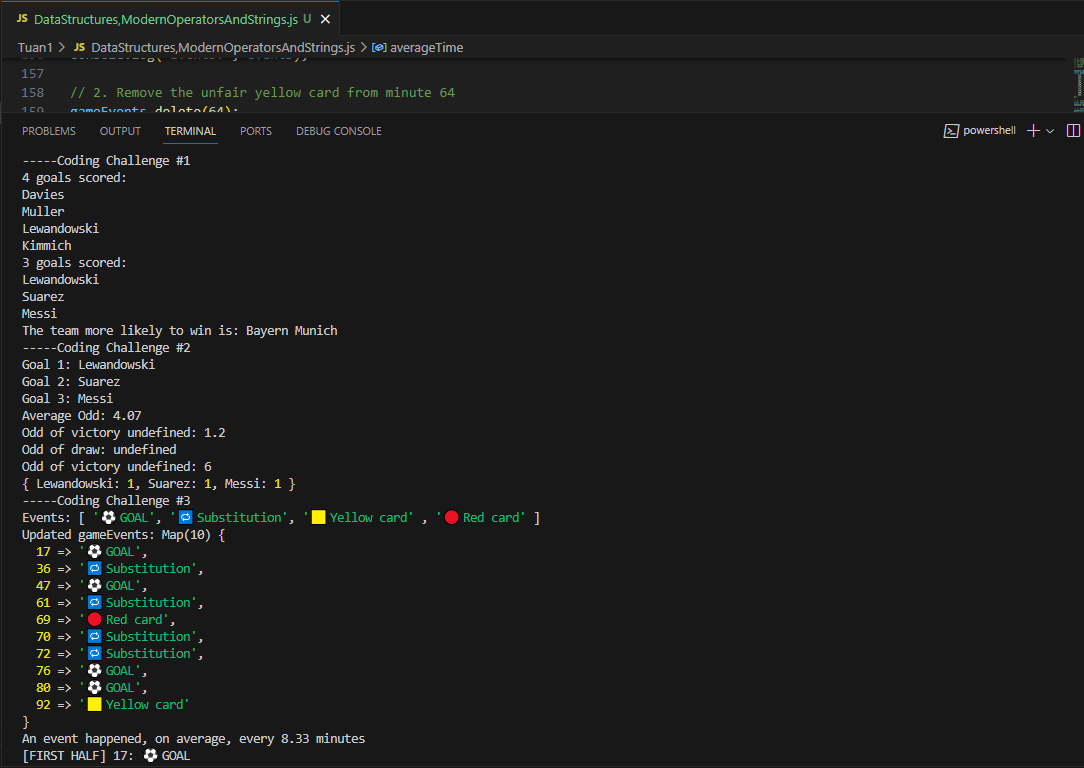 JS DataStructures,ModernOperatorsAndStrings.js U ×
Tuan1 > JS DataStructures,ModernOperatorsAndStrings.js > averageTime
157
158 // 2. Remove the unfair yellow card from minute 64
159 gameEvents.delete(64);
PROBLEMS OUTPUT TERMINAL PORTS DEBUG CONSOLE powershell
-----Coding Challenge #1
4 goals scored:
Davies
Muller
Lewandowski
Kimmich
3 goals scored:
Lewandowski
Suarez
Messi
The team more likely to win is: Bayern Munich
-----Coding Challenge #2
Goal 1: Lewandowski
Goal 2: Suarez
Goal 3: Messi
Average Odd: 4.07
Odd of victory undefined: 1.2
Odd of draw: undefined
Odd of victory undefined: 6
{ Lewandowski: 1, Suarez: 1, Messi: 1 }
-----Coding Challenge #3
Events: [ '⚽ GOAL', '🔁 Substitution', '🟨 Yellow card' , '🔴 Red card' ]
Updated gameEvents: Map(10) {
17 => '⚽ GOAL',
36 => '🔁 Substitution',
47 => '⚽ GOAL',
61 => '🔁 Substitution',
69 => '🔴 Red card',
70 => '🔁 Substitution',
72 => '🔁 Substitution',
76 => '⚽ GOAL',
80 => '⚽ GOAL',
92 => '🟨 Yellow card'
}
An event happened, on average, every 8.33 minutes
[FIRST HALF] 17: ⚽ GOAL